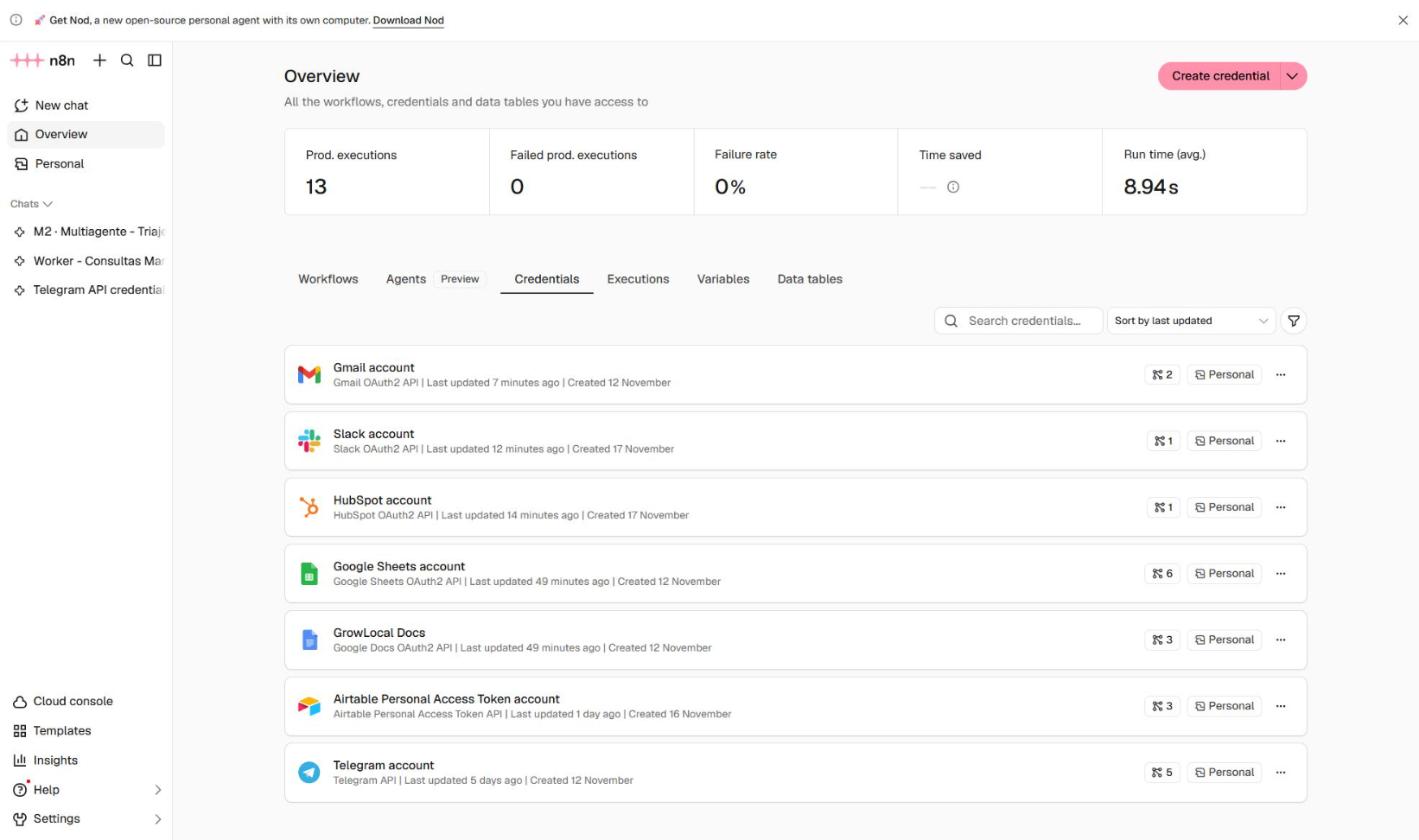 Get Nod, a new open-source personal agent with its own computer. Download Nod
n8n
New chat
Overview
Personal
Chats
M2 · Multiagente - Triaje
Worker - Consultas Mar
Telegram API credential
Cloud console
Templates
Insights
Help
Settings
Overview
Create credential
All the workflows, credentials and data tables you have access to
Prod. executions
13
Failed prod. executions
0
Failure rate
0%
Time saved
--
Run time (avg.)
8.94s
Workflows Agents Preview Credentials Executions Variables Data tables
Search credentials... Sort by last updated
Gmail account
Gmail OAuth2 API | Last updated 7 minutes ago | Created 12 November
2 Personal
Slack account
Slack OAuth2 API | Last updated 12 minutes ago | Created 17 November
1 Personal
HubSpot account
HubSpot OAuth2 API | Last updated 14 minutes ago | Created 17 November
1 Personal
Google Sheets account
Google Sheets OAuth2 API | Last updated 49 minutes ago | Created 12 November
6 Personal
GrowLocal Docs
Google Docs OAuth2 API | Last updated 49 minutes ago | Created 12 November
3 Personal
Airtable Personal Access Token account
Airtable Personal Access Token API | Last updated 1 day ago | Created 16 November
3 Personal
Telegram account
Telegram API | Last updated 5 days ago | Created 12 November
5 Personal